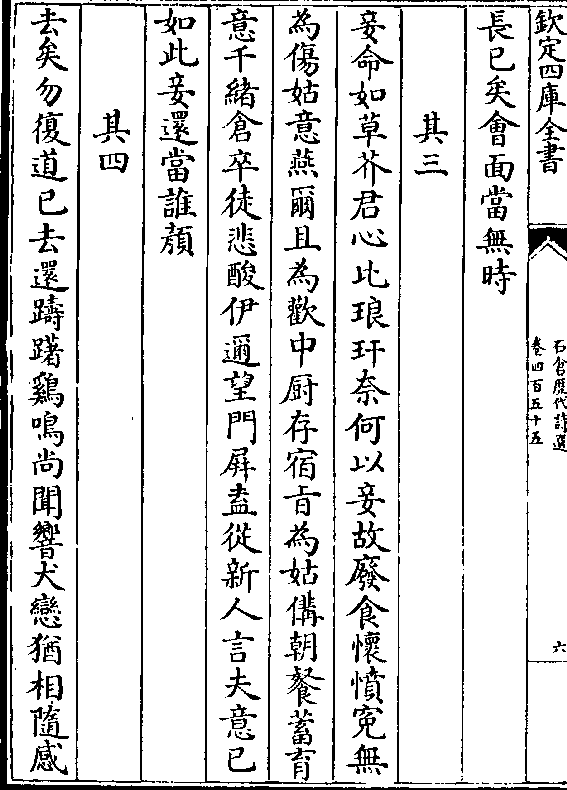 欽定四庫全書
石倉歷代詩選
卷四百五十五
六
長已矣會面當無時
其三
妾命如草芥君心比琅玕奈何以妾故廢食懷憤寃無
為傷姑意燕爾且為歡中厨存宿旨為姑備朝餐蓄育
意千緒倉卒徒悲酸伊邇望門屏盍從新人言夫意已
如此妾還當誰顔
其四
去矣勿復道已去還躊躇鷄鳴尚聞響犬戀猶相隨感